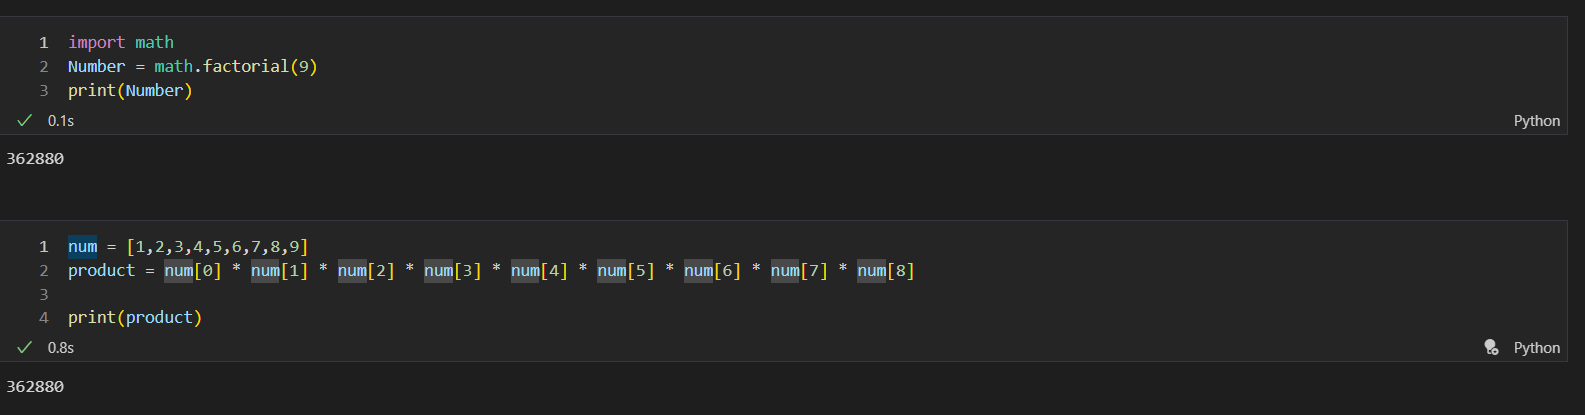 1 import math
2 Number = math.factorial(9)
3 print(Number)
0.1s Python
362880
1 num = [1,2,3,4,5,6,7,8,9]
2 product = num[0] * num[1] * num[2] * num[3] * num[4] * num[5] * num[6] * num[7] * num[8]
3
4 print(product)
0.8s Python
362880